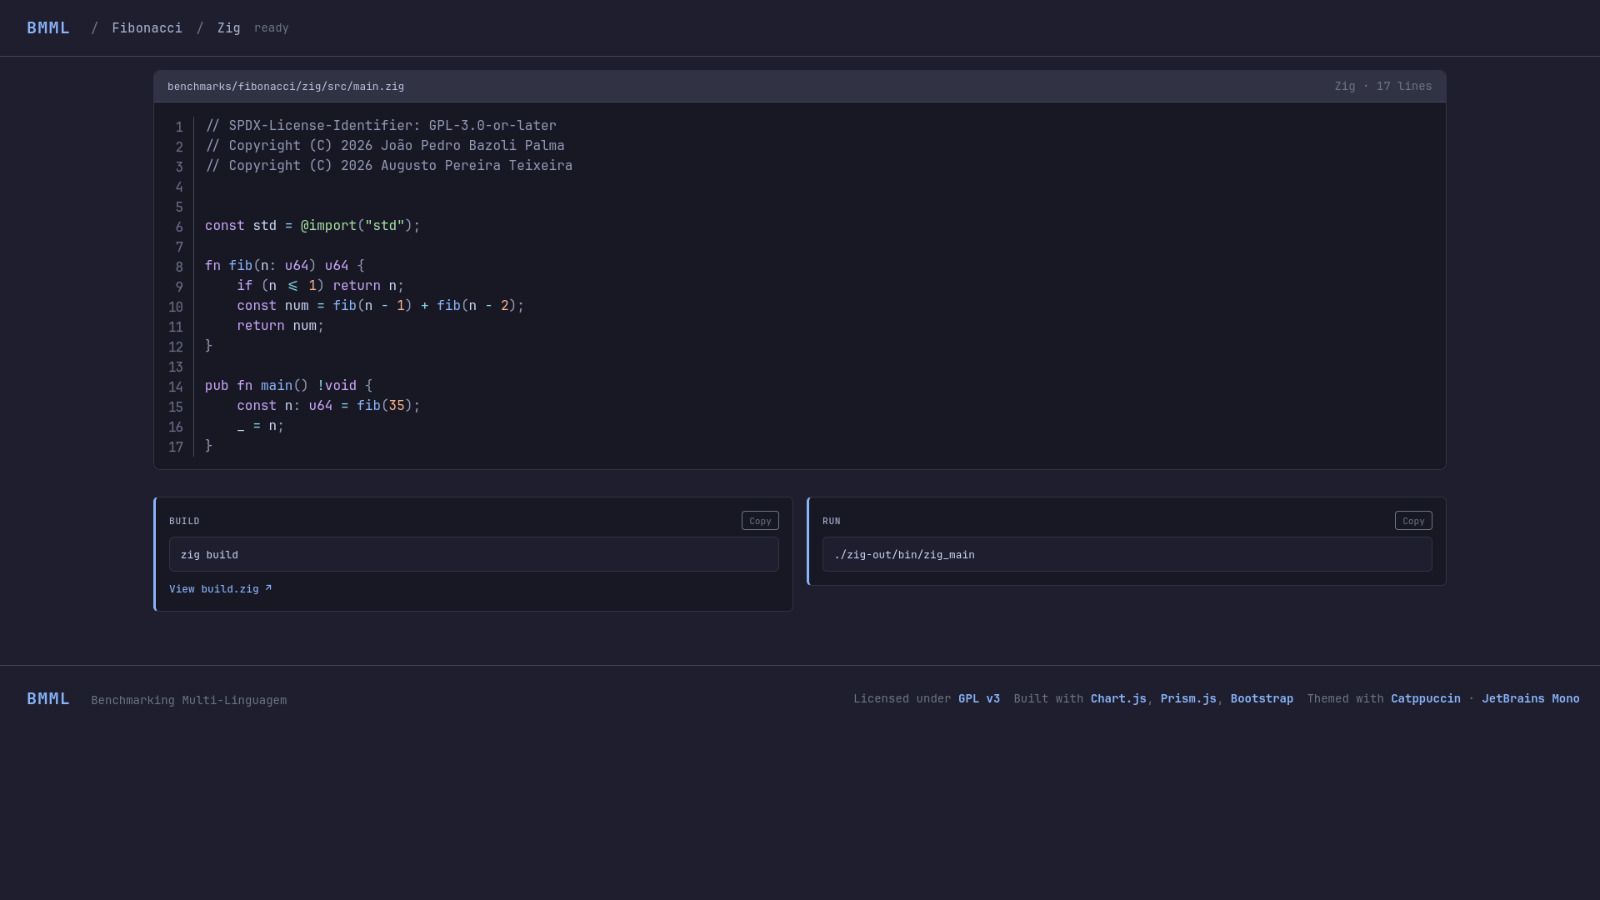 BMML / Fibonacci / Zig ready
benchmarks/fibonacci/zig/src/main.zig Zig · 17 lines
1 // SPDX-License-Identifier: GPL-3.0-or-later
2 // Copyright (C) 2026 João Pedro Bazoli Palma
3 // Copyright (C) 2026 Augusto Pereira Teixeira
4
5
6 const std = @import("std");
7
8 fn fib(n: u64) u64 {
9     if (n <= 1) return n;
10     const num = fib(n - 1) + fib(n - 2);
11     return num;
12 }
13
14 pub fn main() !void {
15     const n: u64 = fib(35);
16     _ = n;
17 }
BUILD Copy
zig build
View build.zig ↗
RUN Copy
./zig-out/bin/zig_main
BMML Benchmarking Multi-Linguagem
Licensed under GPL v3 Built with Chart.js, Prism.js, Bootstrap Themed with Catppuccin · JetBrains Mono